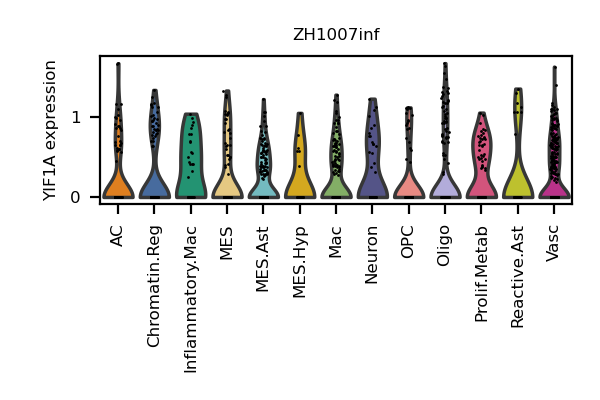 ZH1007inf
YIF1A expression
1
0
AC
Chromatin.Reg
Inflammatory.Mac
MES
MES.Ast
MES.Hyp
Mac
Neuron
OPC
Oligo
Prolif.Metab
Reactive.Ast
Vasc